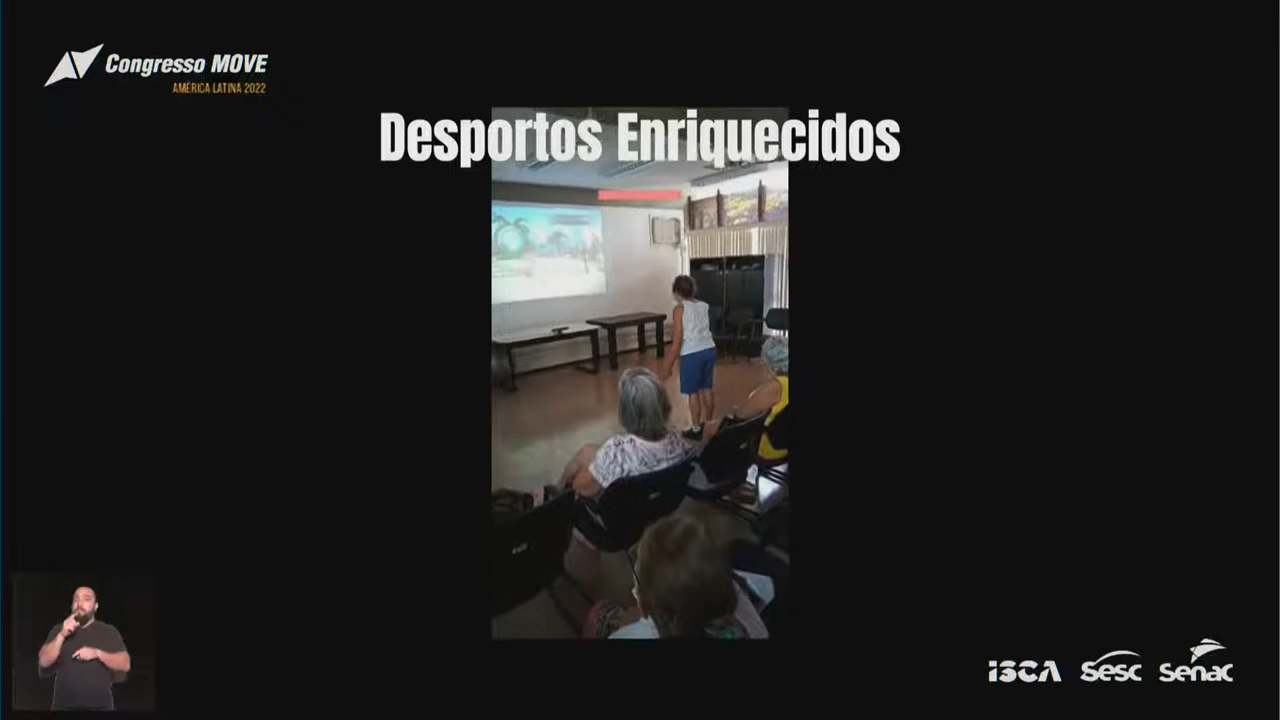 Congresso MOVE
AMÉRICA LATINA 2022
Desportos Enriquecidos
iSCA Sesc Senac